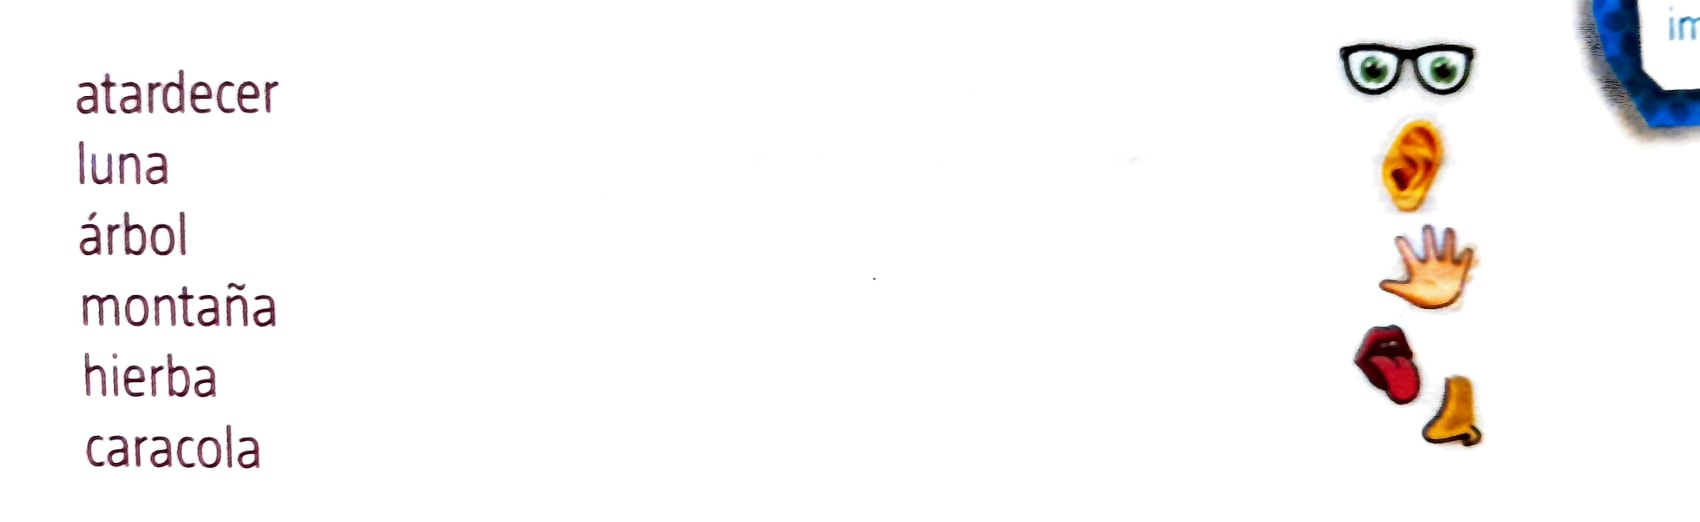 atardecer
luna
árbol
montaña
hierba
caracola